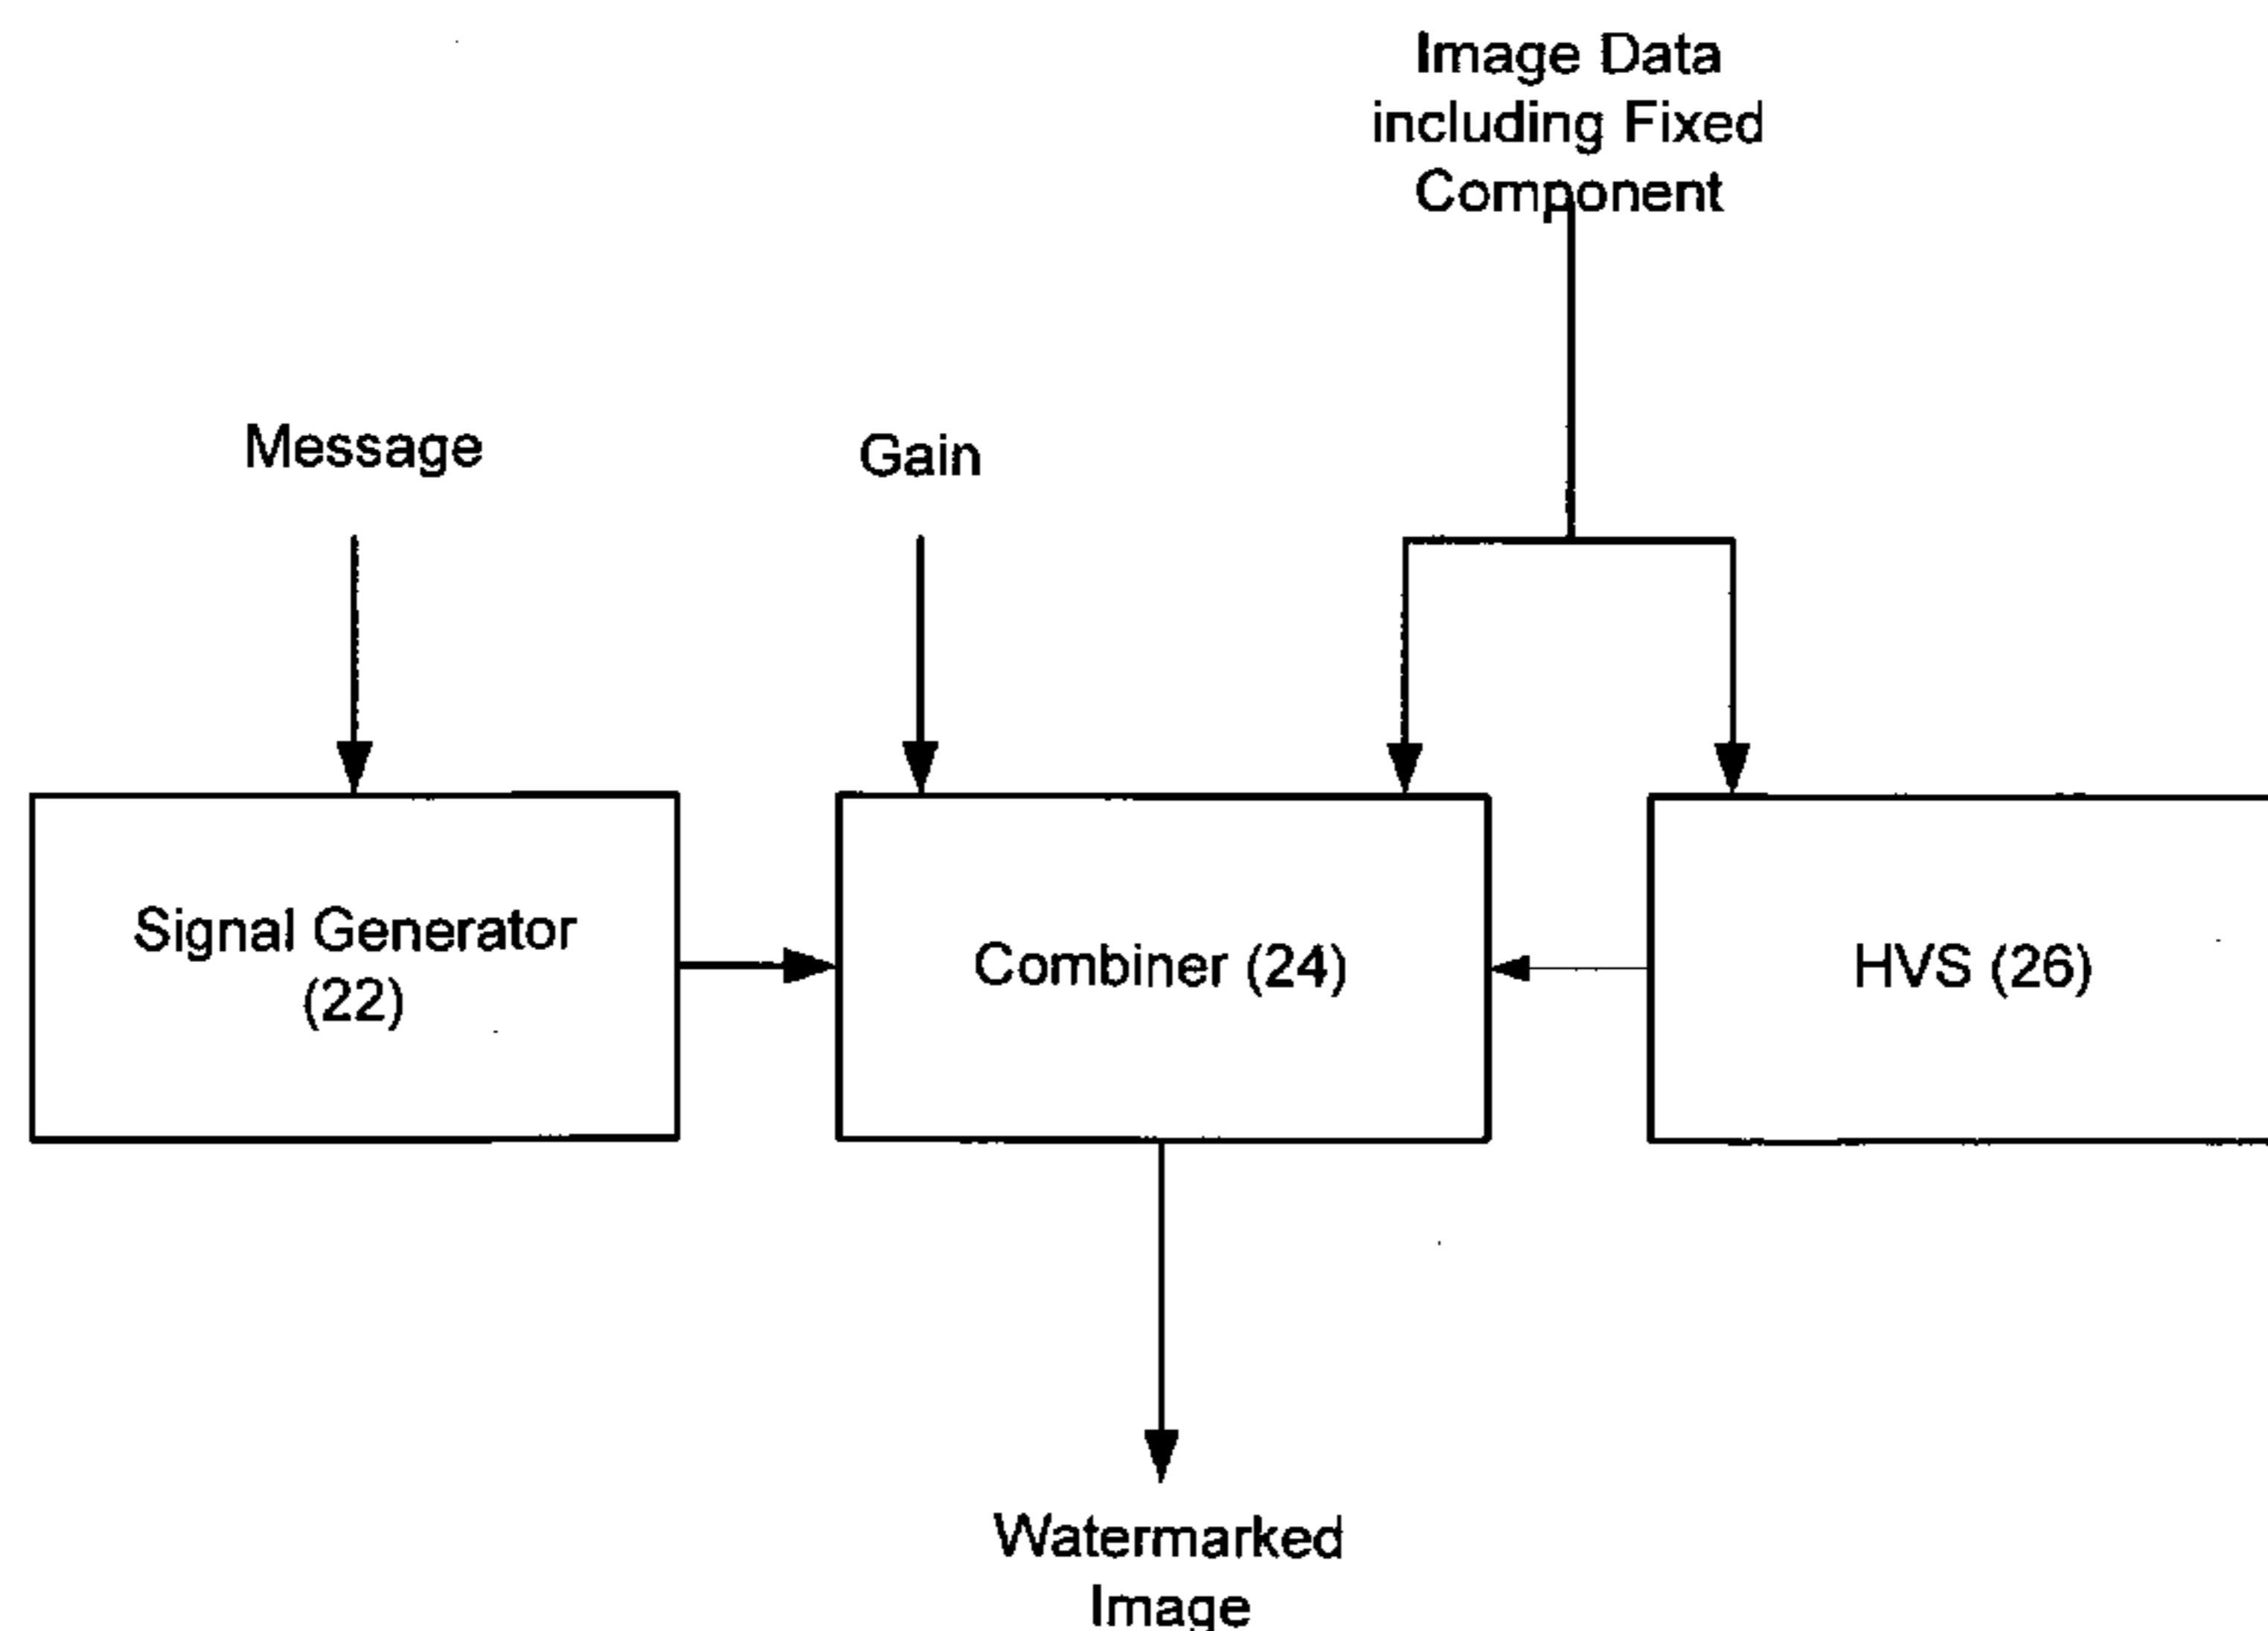 Image Data
including Fixed
Component
Message
Gain
Signal Generator
(22)
Combiner (24)
HVS (26)
Watermarked
Image